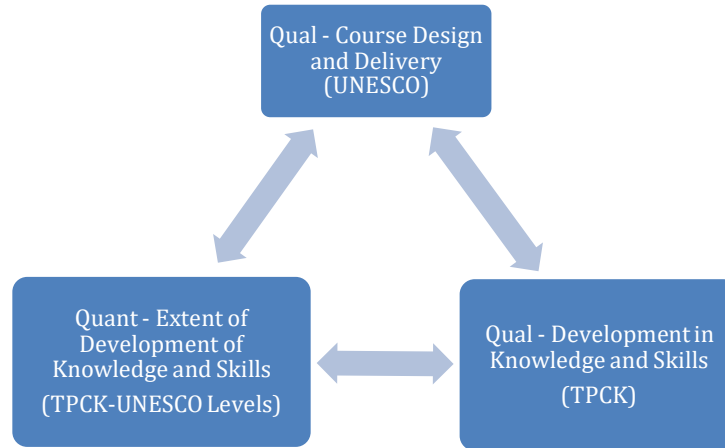 Qual - Course Design
and Delivery
(UNESCO)
Quant - Extent of
Development of
Knowledge and Skills
(TPCK-UNESCO Levels)
Qual - Development in
Knowledge and Skills
(TPCK)